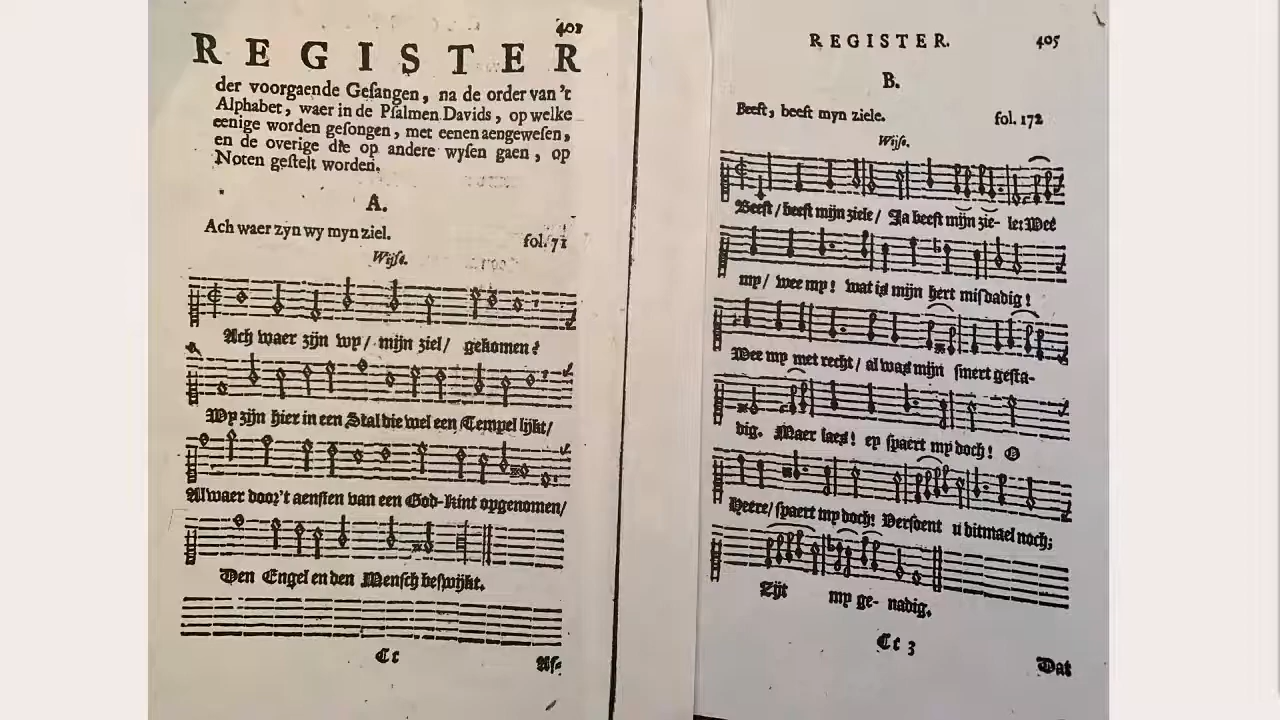 401
REGISTER
der voorgaende Geſangen, na de order van 't
Alphabet, waer in de Pſalmen Davids, op welke
eenige worden geſongen, met eenen aengeweſen,
en de overige die op andere wyſen gaen, op
Noten geſtelt worden.
A.
Ach waer zyn wy myn ziel. fol. 71
Wijſe.
Ach waer zijn wy / mijn ziel / gekomen?
Wy zijn hier in een Stal die wel een Tempel lijkt /
Alwaer door't aenſien van een God-kint opgenomen /
Den Engel en den Menſch beſwijkt.
Cc
Aſ-
REGISTER. 405
B.
Beeft, beeft myn ziele. fol. 172
Wijſe.
Beeft / beeft mijn ziele / Ja beeft mijn zie- le: Wee
my / wee my! wat is mijn hert miſdadig!
Wee my met recht / al was mijn ſmert geſta-
dig. Maer laes! ey ſpaert my doch! O
Heere / ſpaert my doch! Verſoent u ditmael noch;
Zijt my ge- nadig.
Cc 3
Dat